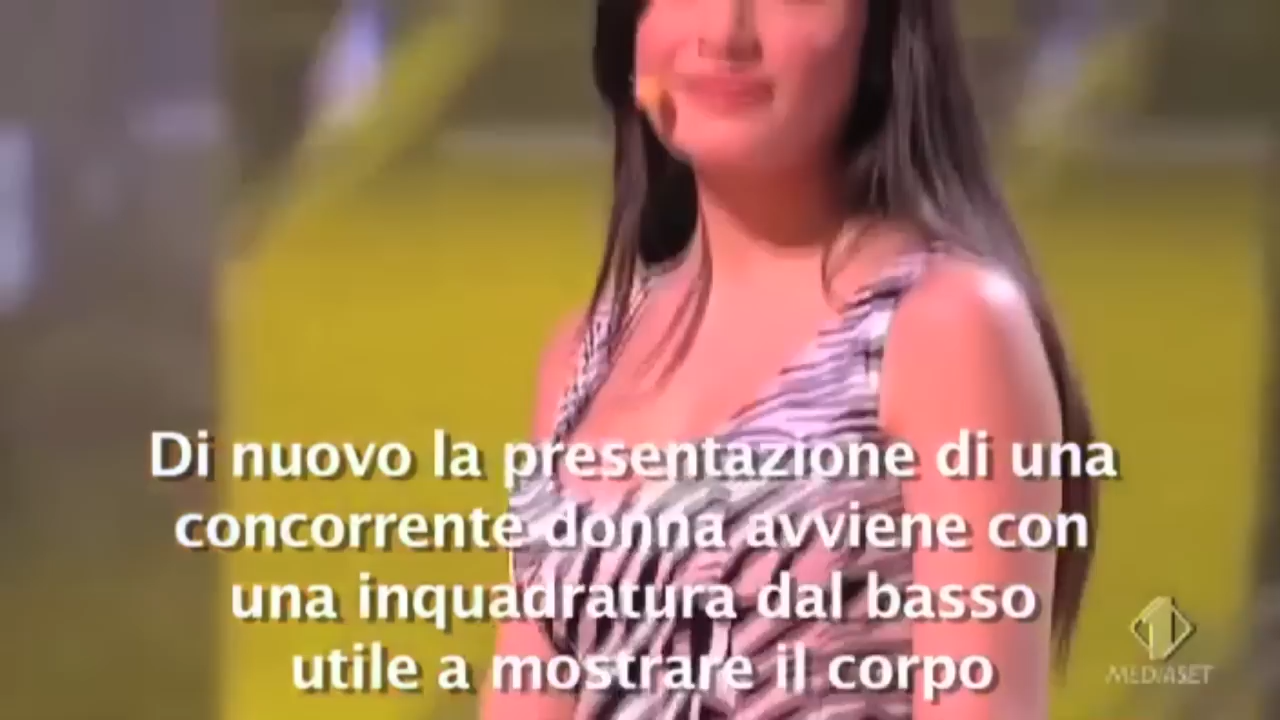 Di nuovo la presentazione di una
concorrente donna avviene con
una inquadratura dal basso
utile a mostrare il corpo
MEDIASET